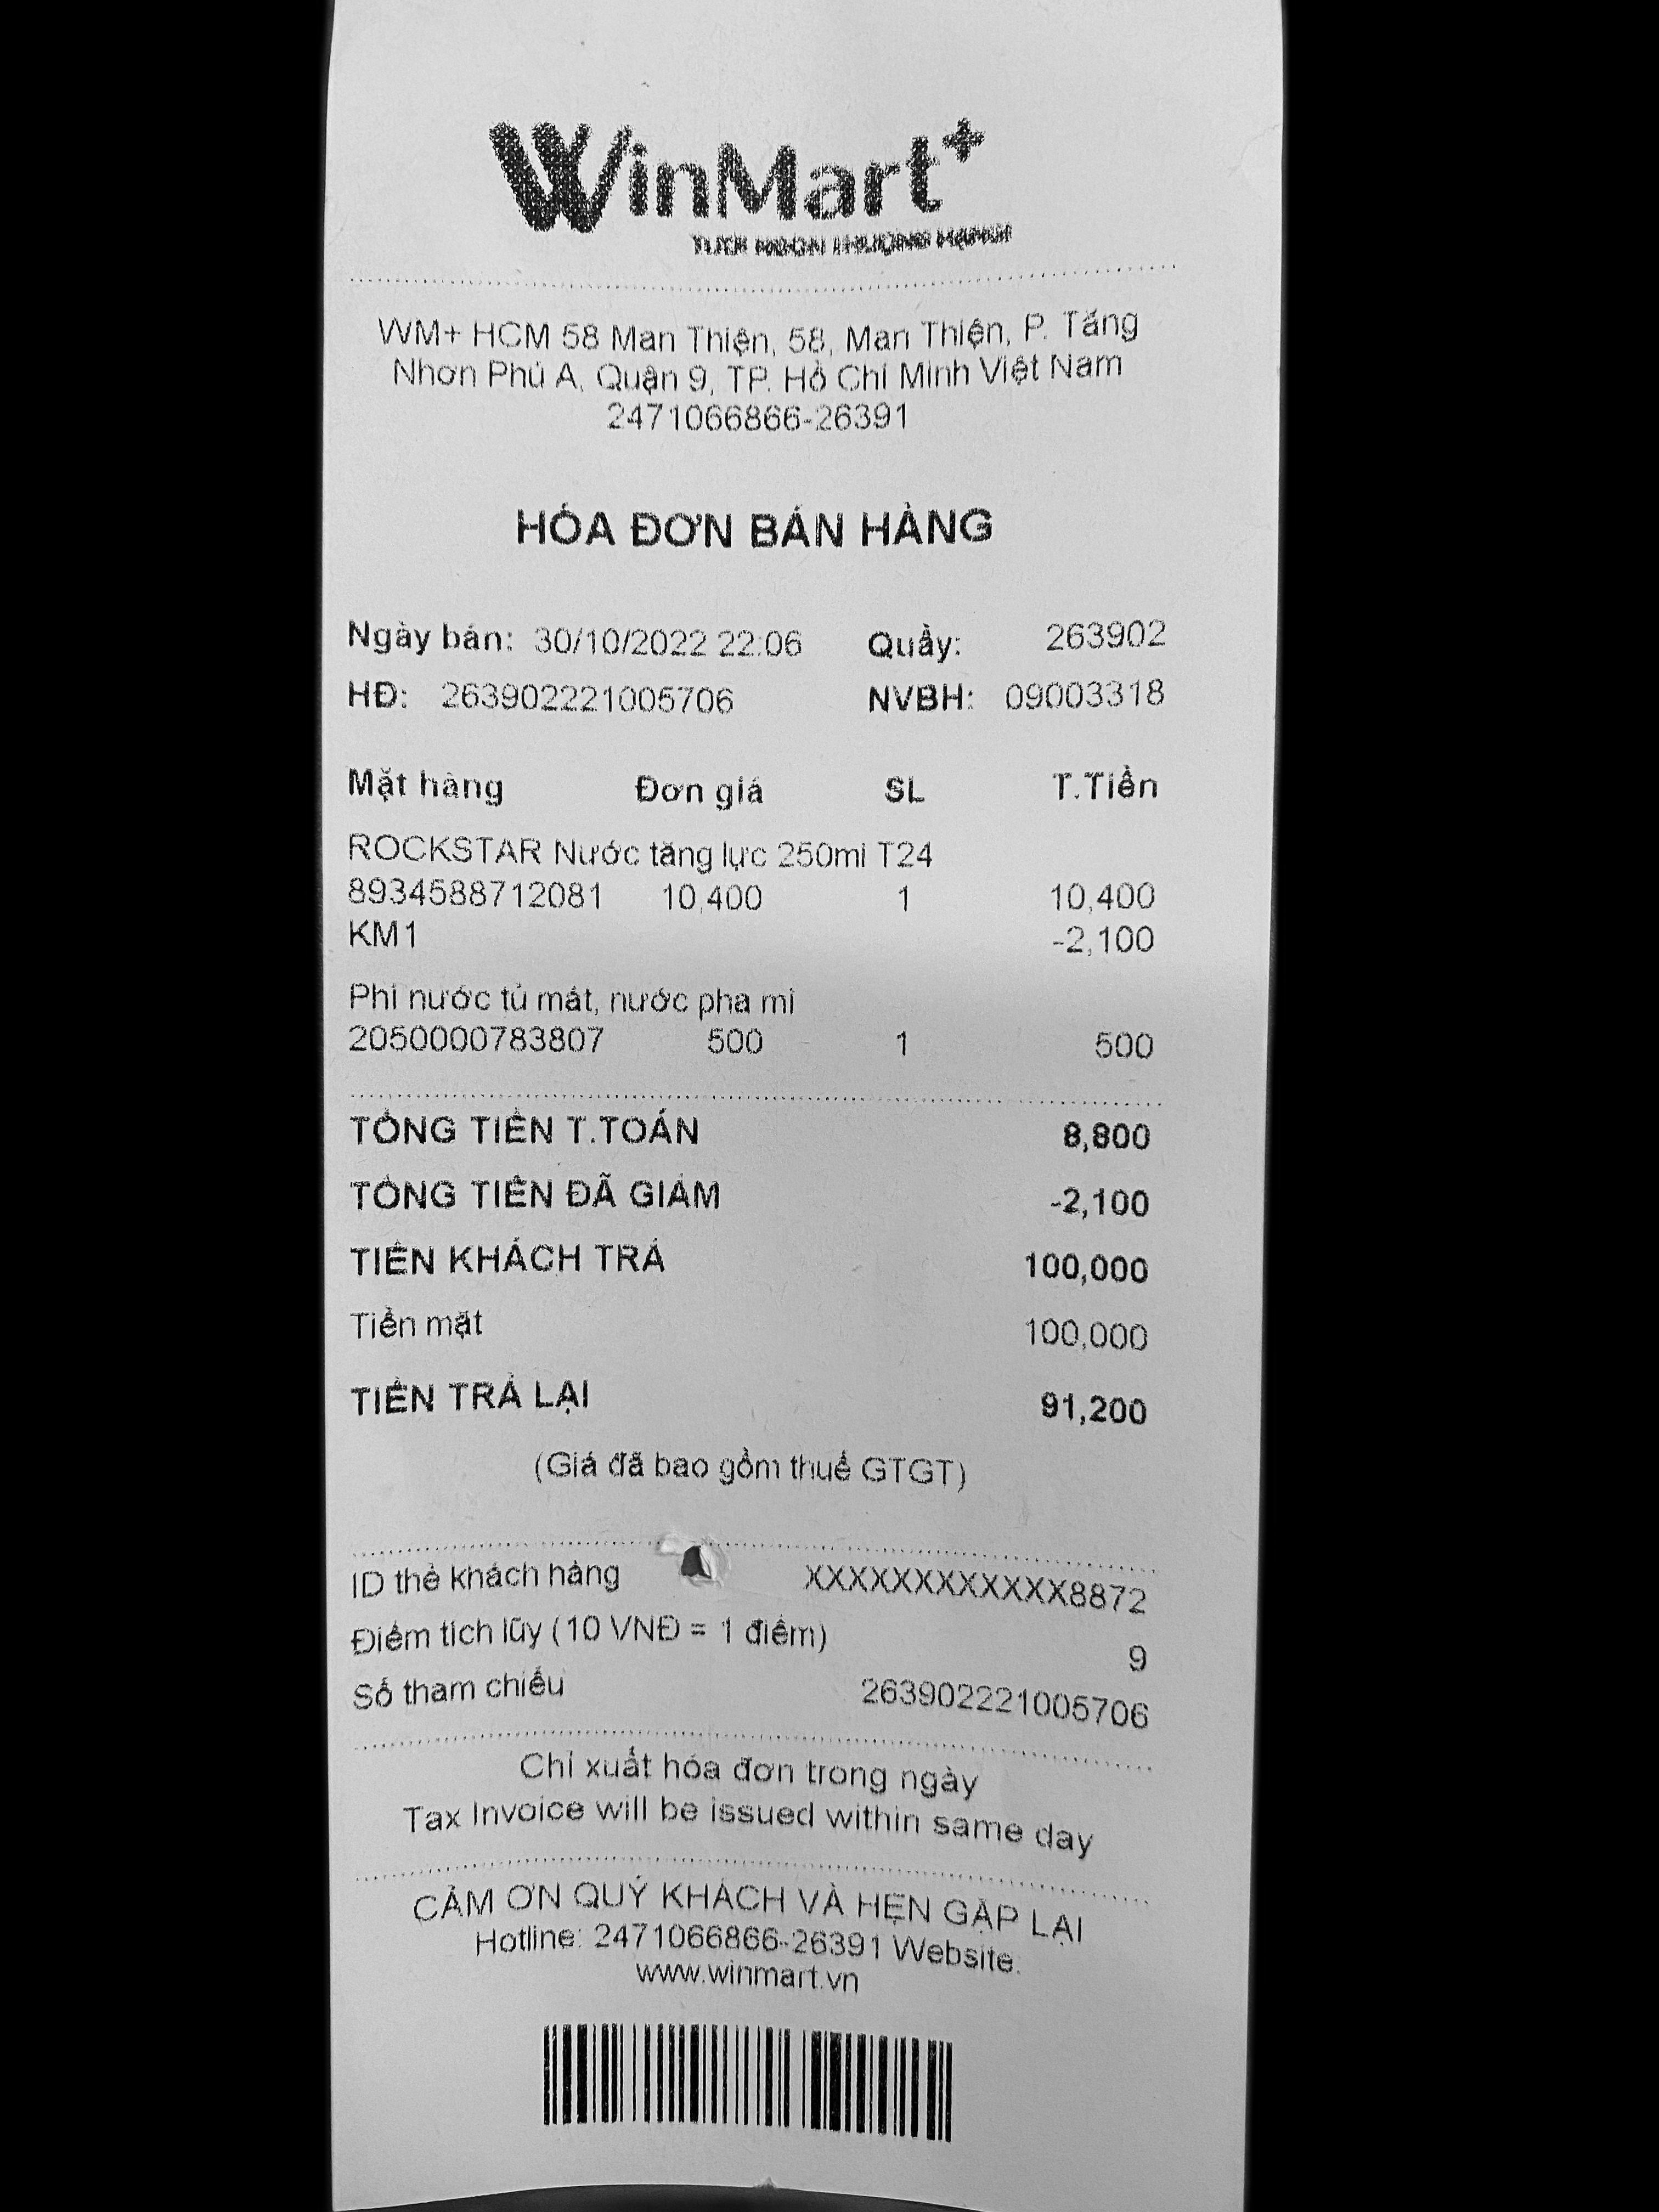 WinMart+
TƯƠI NGON THƯỢNG HẠNG!
WM+ HCM 58 Man Thiện, 58, Man Thiện, P. Tăng
Nhơn Phú A, Quận 9, TP. Hồ Chí Minh Việt Nam
2471066866-26391
HÓA ĐƠN BÁN HÀNG
Ngày bán: 30/10/2022 22:06 Quầy: 263902
HĐ: 263902221005706 NVBH: 09003318
Mặt hàng Đơn giá SL T.Tiền
ROCKSTAR Nước tăng lực 250ml T24
8934588712081 10,400 1 10,400
KM1 -2,100
Phí nước tủ mát, nước pha mì
2050000783807 500 1 500
TỔNG TIỀN T.TOÁN 8,800
TỔNG TIỀN ĐÃ GIẢM -2,100
TIỀN KHÁCH TRẢ 100,000
Tiền mặt 100,000
TIỀN TRẢ LẠI 91,200
(Giá đã bao gồm thuế GTGT)
ID thẻ khách hàng XXXXXXXXXXXX8872
Điểm tích lũy (10 VNĐ = 1 điểm) 9
Số tham chiếu 263902221005706
Chỉ xuất hóa đơn trong ngày
Tax Invoice will be issued within same day
CẢM ƠN QUÝ KHÁCH VÀ HẸN GẶP LẠI
Hotline: 2471066866-26391 Website:
www.winmart.vn